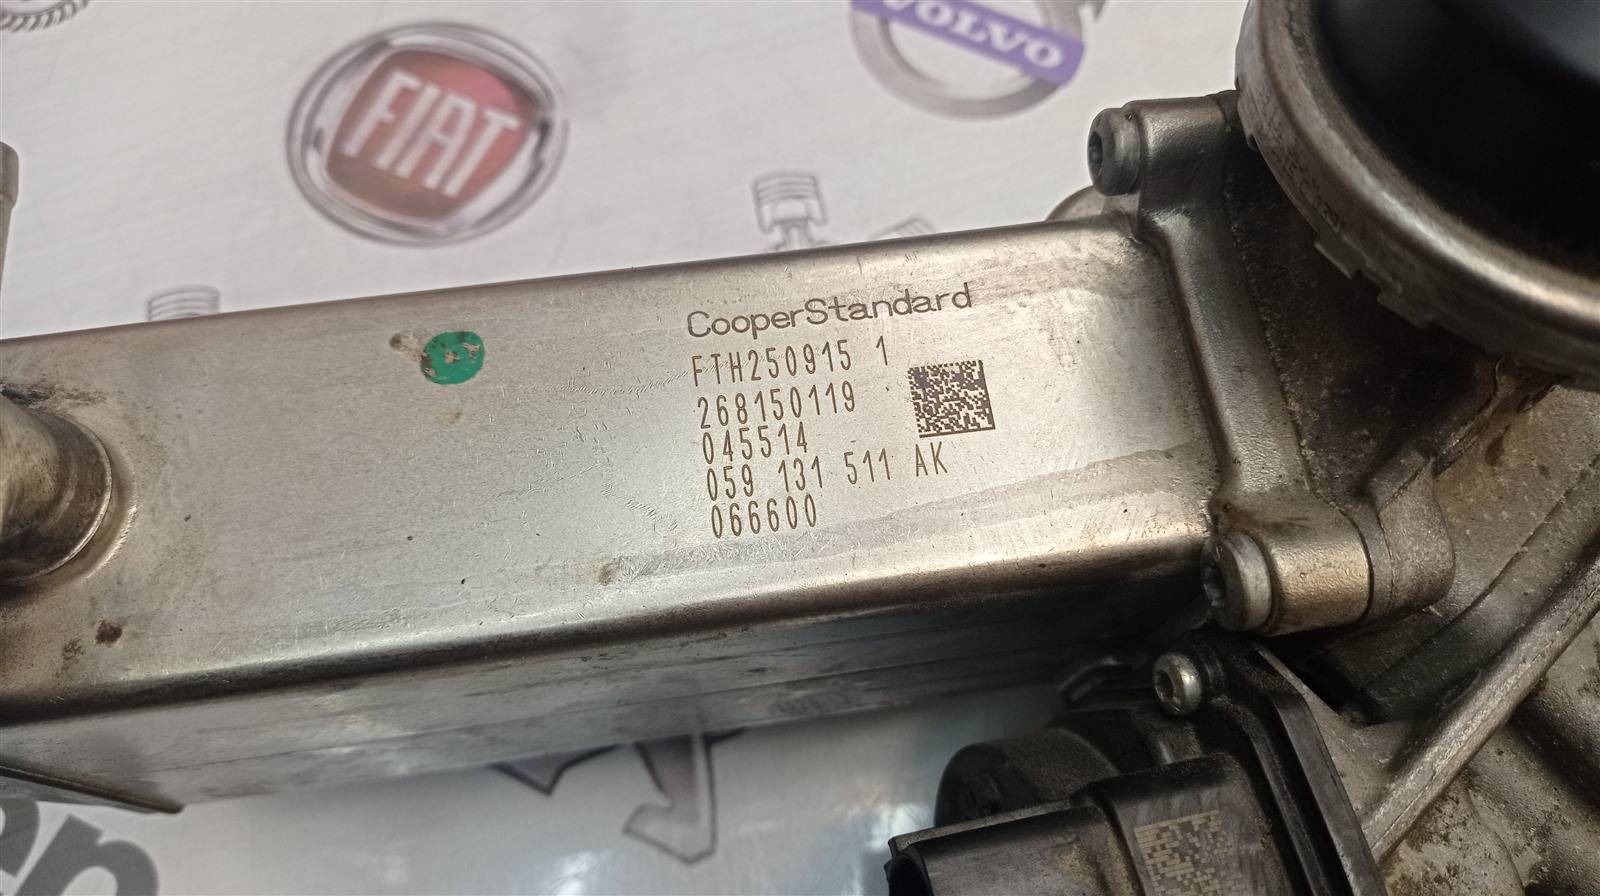 VOLVO
FIAT
CooperStandard
FTH250915 1
268150119
045514
059 131 511 AK
066600